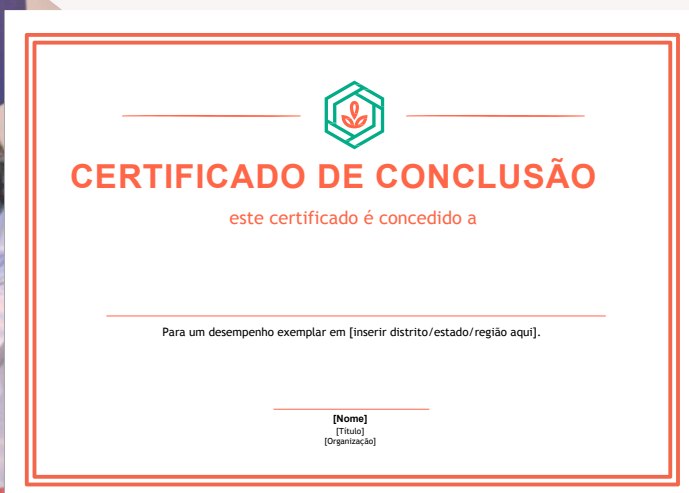 CERTIFICADO DE CONCLUSÃO
este certificado é concedido a
Para um desempenho exemplar em [inserir distrito/estado/região aqui].
[Nome]
[Título]
[Organização]